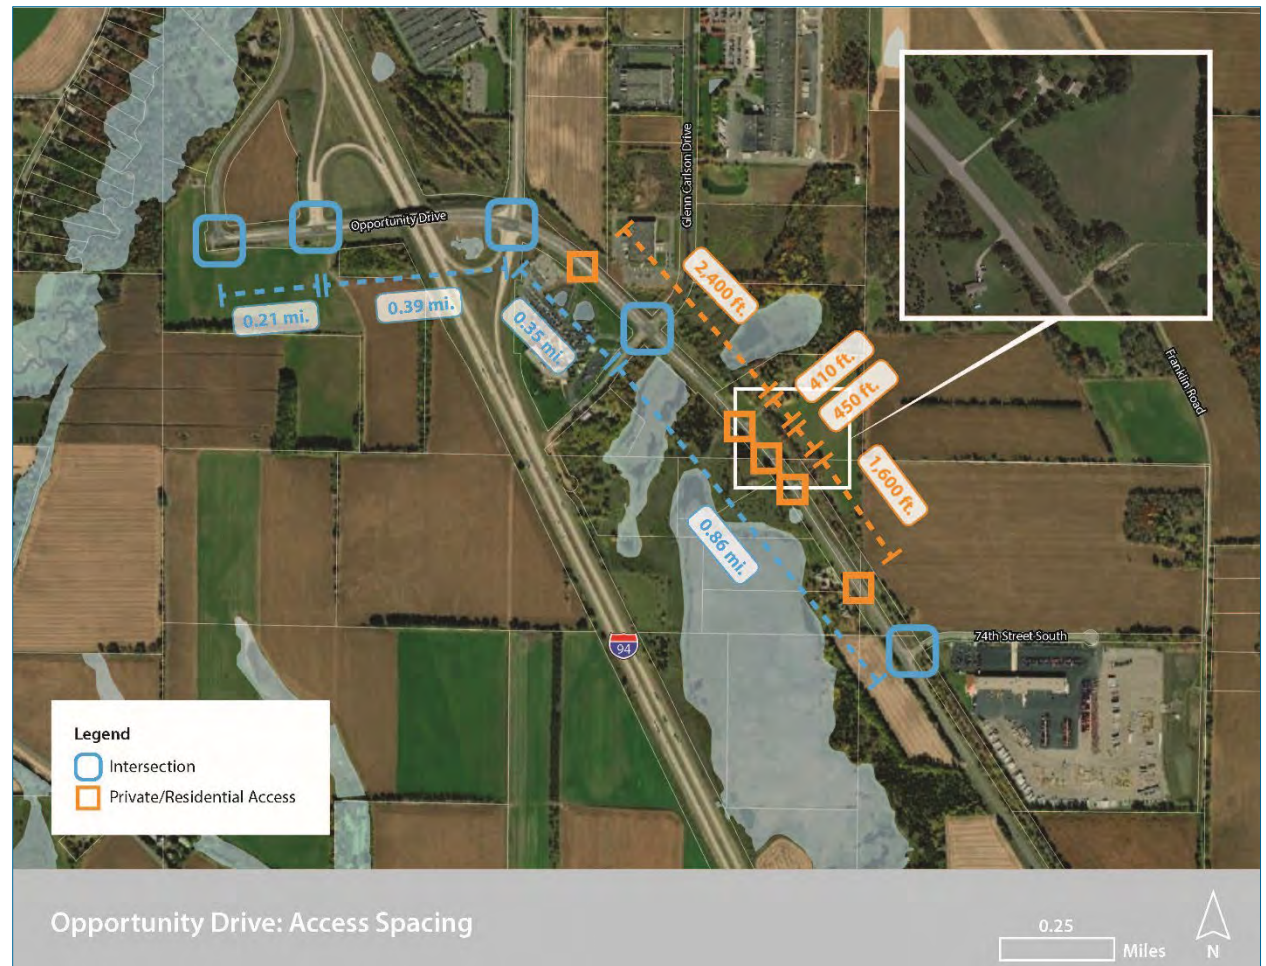 Glenn Carlson Drive
Opportunity Drive
2,400 ft.
0.21 mi.
0.39 mi.
0.35 mi.
410 ft.
450 ft.
Franklin Road
1,600 ft.
0.86 mi.
94
74th Street South
Legend
Intersection
Private/Residential Access
Opportunity Drive: Access Spacing
0.25
Miles
N